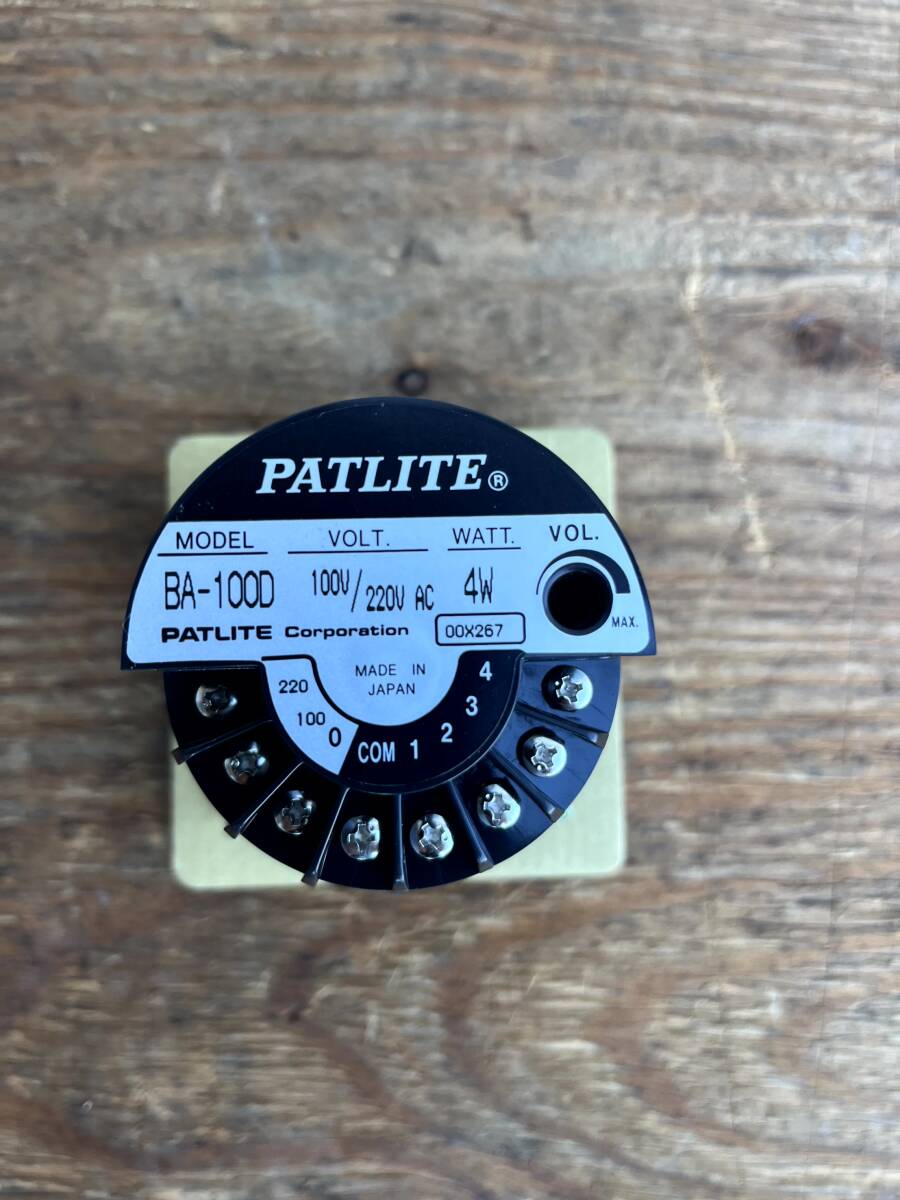 PATLITE®
MODEL VOLT. WATT. VOL.
BA-100D 100V/220V AC 4W
MAX.
PATLITE Corporation 00X267
MADE IN
JAPAN
220
100
0
COM 1 2 3 4